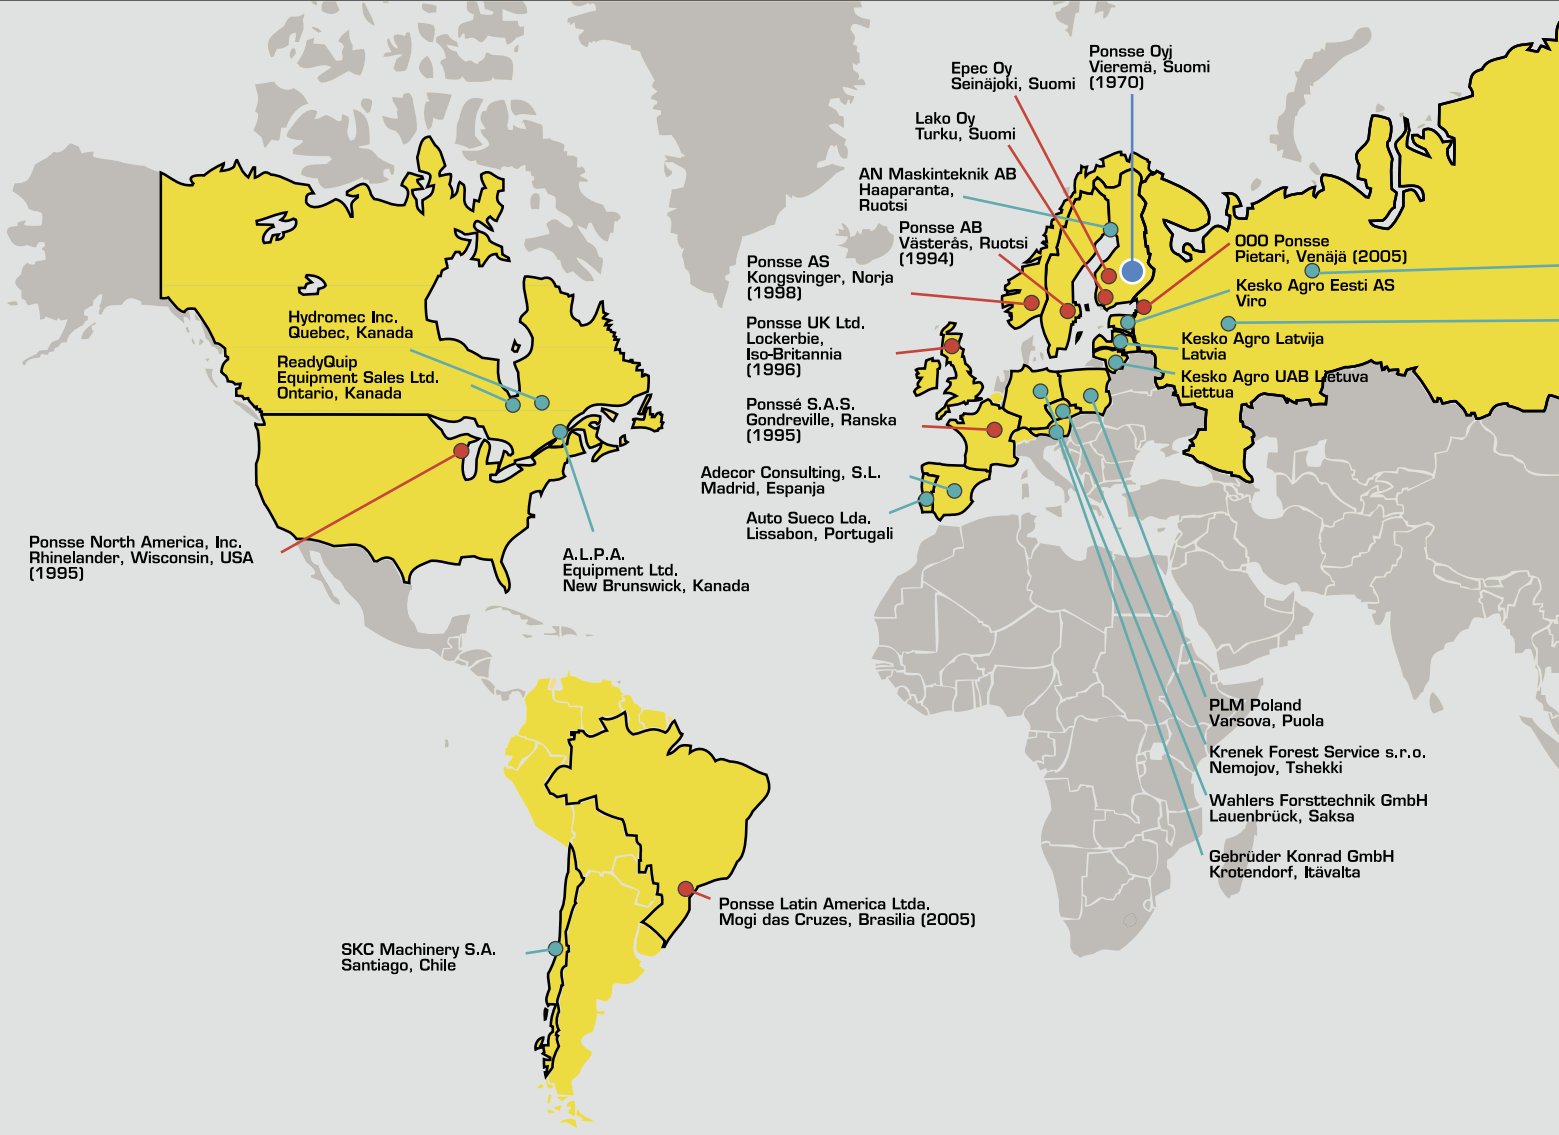 Ponsse Oyj
Vieremä, Suomi
(1970)
Epec Oy
Seinäjoki, Suomi
Lako Oy
Turku, Suomi
AN Maskinteknik AB
Haaparanta,
Ruotsi
Ponsse AB
Västerås, Ruotsi
(1994)
Ponsse AS
Kongsvinger, Norja
(1998)
Ponsse UK Ltd.
Lockerbie,
Iso-Britannia
(1996)
Ponssé S.A.S.
Gondreville, Ranska
(1995)
Adecor Consulting, S.L.
Madrid, Espanja
Auto Sueco Lda.
Lissabon, Portugali
OOO Ponsse
Pietari, Venäjä (2005)
Kesko Agro Eesti AS
Viro
Kesko Agro Latvija
Latvia
Kesko Agro UAB Lietuva
Liettua
Hydromec Inc.
Quebec, Kanada
ReadyQuip
Equipment Sales Ltd.
Ontario, Kanada
Ponsse North America, Inc.
Rhinelander, Wisconsin, USA
(1995)
A.L.P.A.
Equipment Ltd.
New Brunswick, Kanada
PLM Poland
Varsova, Puola
Krenek Forest Service s.r.o.
Nemojov, Tshekki
Wahlers Forsttechnik GmbH
Lauenbrück, Saksa
Gebrüder Konrad GmbH
Krotendorf, Itävalta
Ponsse Latin America Ltda.
Mogi das Cruzes, Brasilia (2005)
SKC Machinery S.A.
Santiago, Chile